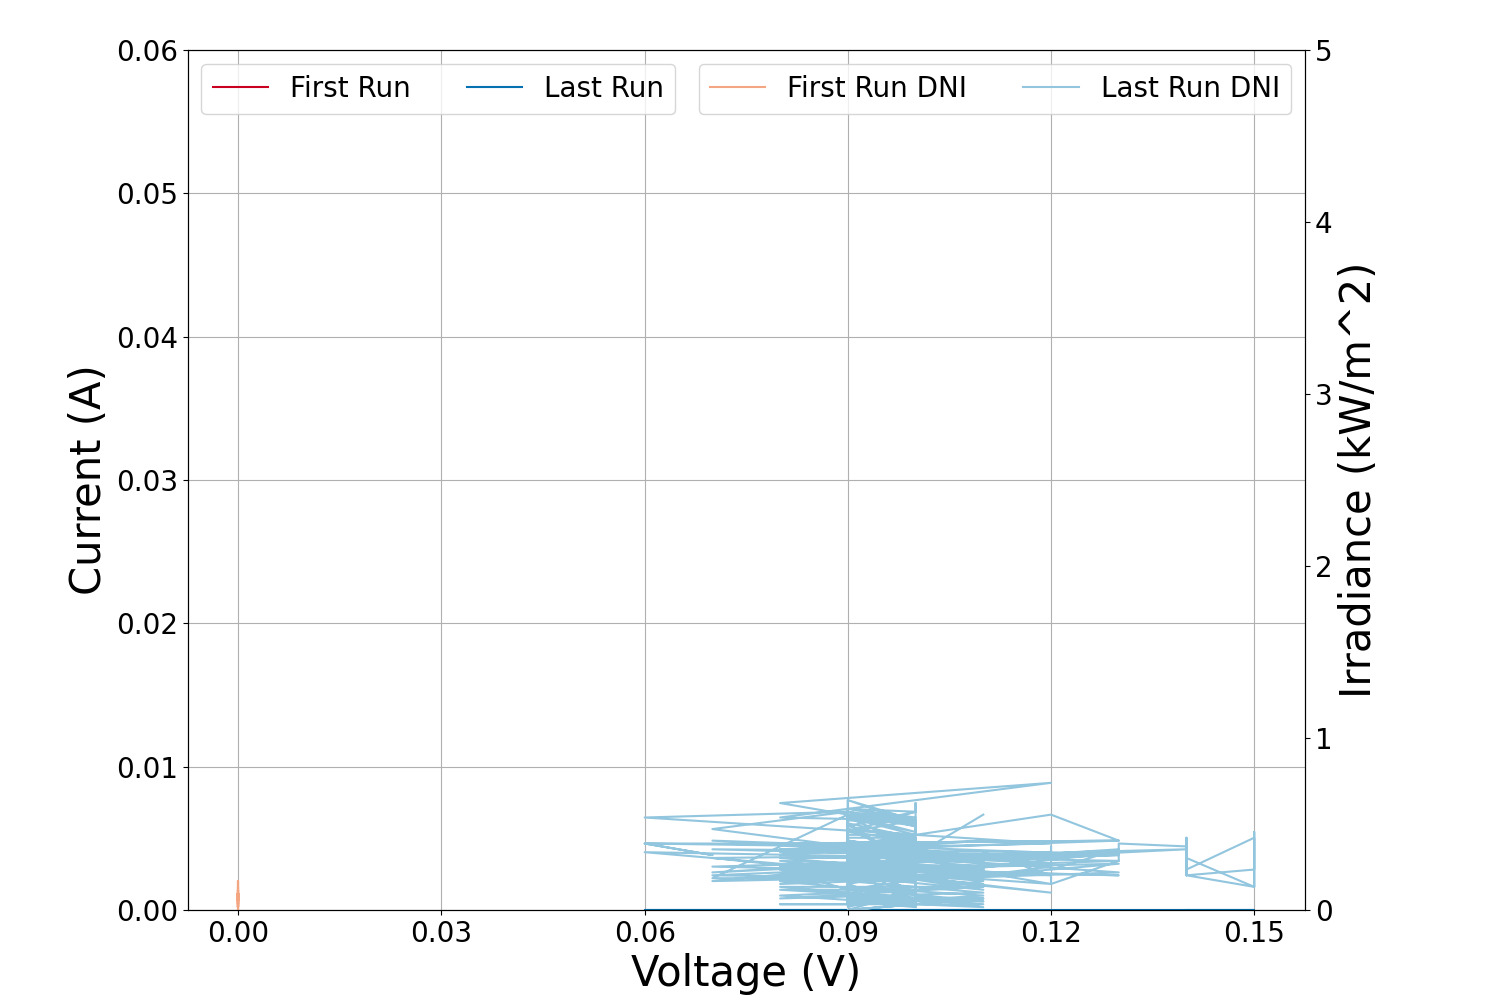 First Run
Last Run
First Run DNI
Last Run DNI
0.06
0.05
0.04
0.03
0.02
0.01
0.00
Current (A)
5
4
3
2
1
0
Irradiance (kW/m^2)
0.00
0.03
0.06
0.09
0.12
0.15
Voltage (V)